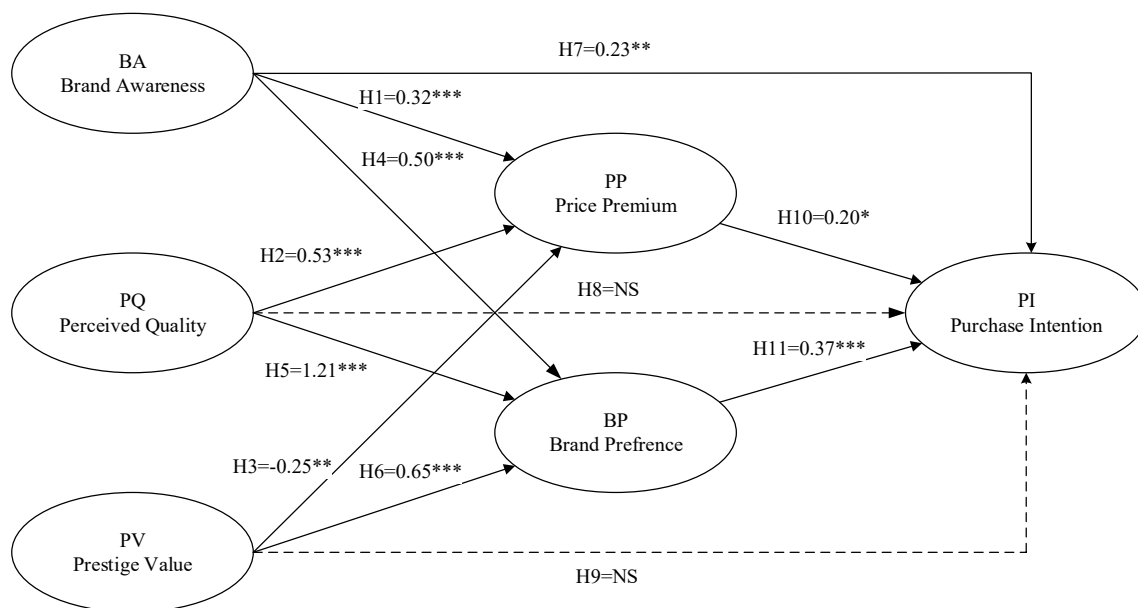 H7=0.23**
BA
Brand Awareness
H1=0.32***
H4=0.50***
PP
Price Premium
H10=0.20*
H2=0.53***
H8=NS
PQ
Perceived Quality
PI
Purchase Intention
H11=0.37***
H5=1.21***
BP
Brand Prefrence
H3=-0.25**
H6=0.65***
PV
Prestige Value
H9=NS